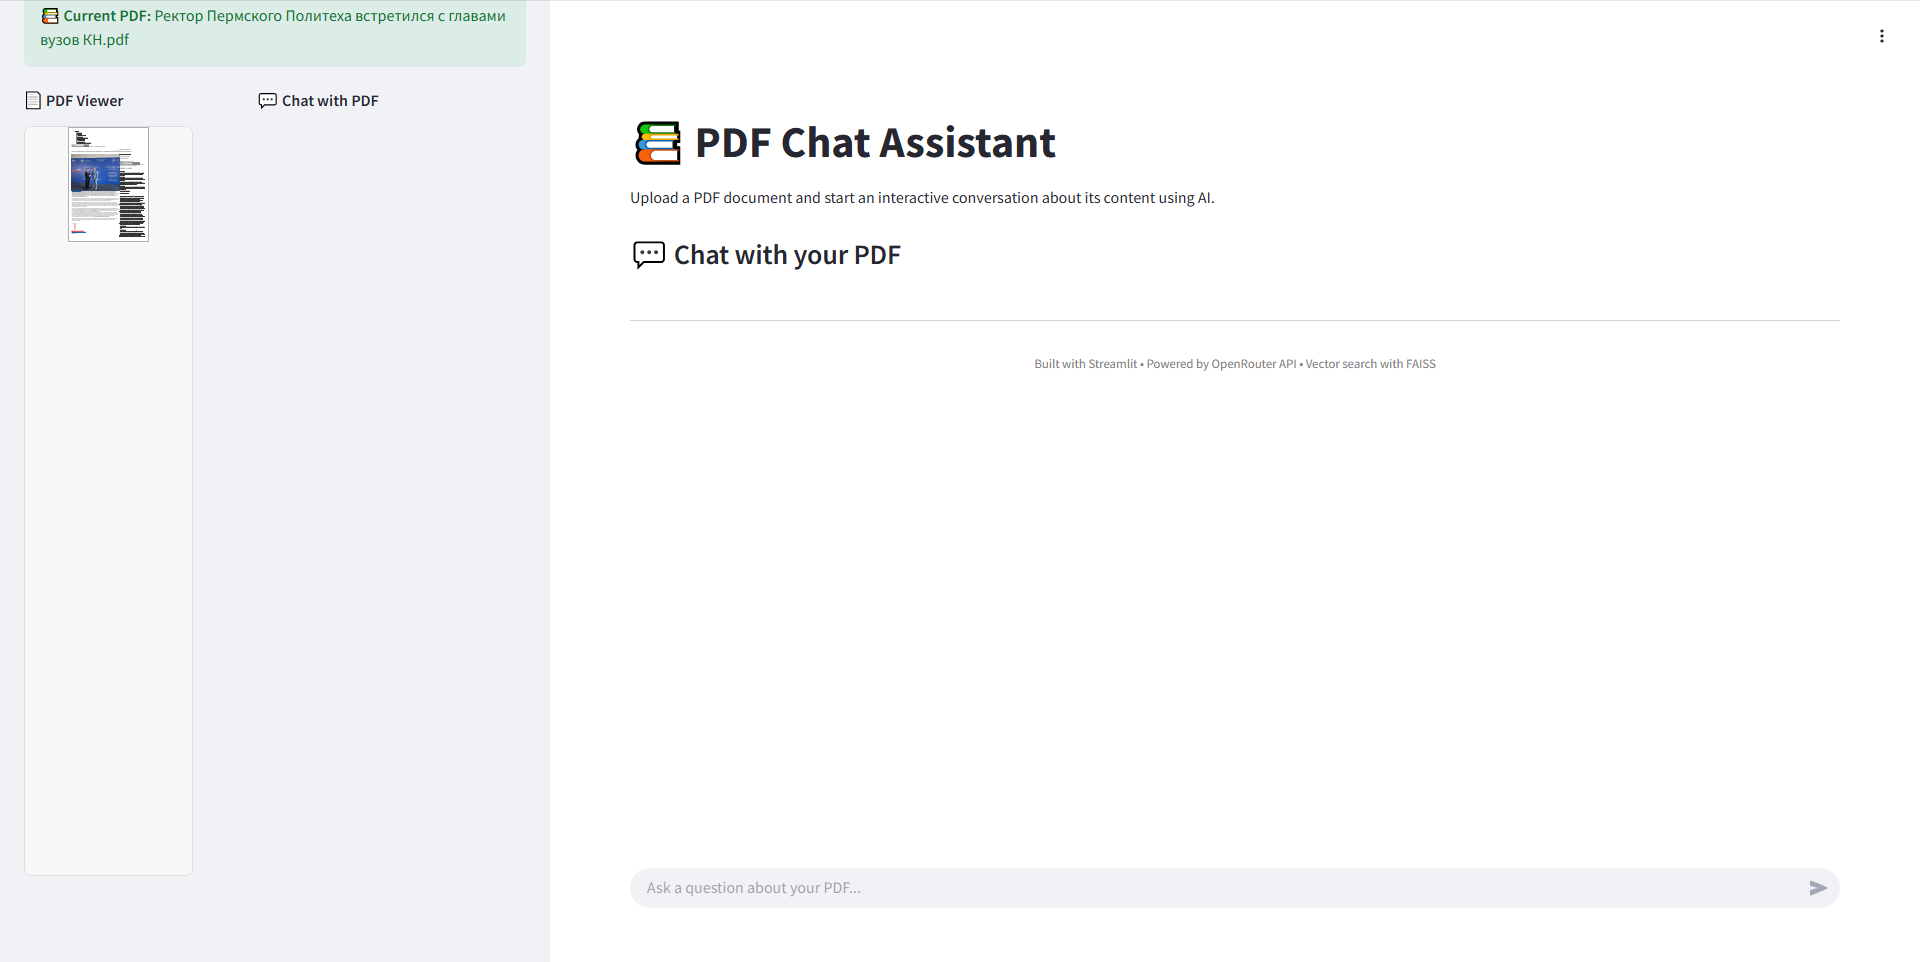 Current PDF: Ректор Пермского Политеха встретился с главами
вузов КН.pdf
PDF Viewer
Chat with PDF
PDF Chat Assistant
Upload a PDF document and start an interactive conversation about its content using AI.
Chat with your PDF
Built with Streamlit • Powered by OpenRouter API • Vector search with FAISS
Ask a question about your PDF...